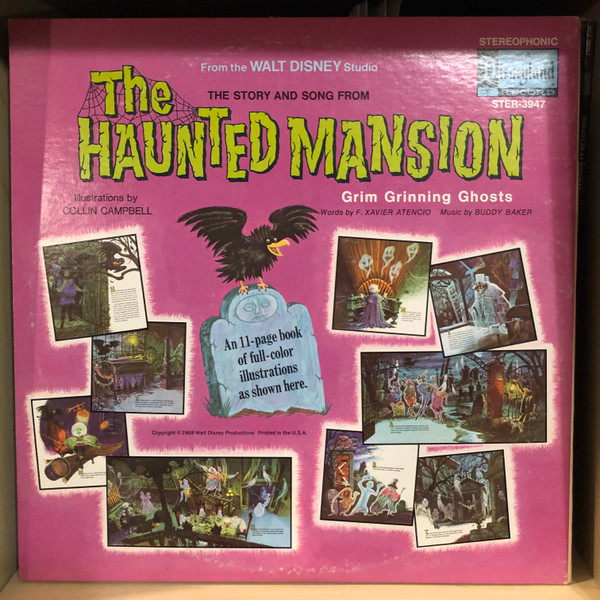 STEREOPHONIC
From the WALT DISNEY Studio
Disneyland
RECORD
STER-3947
THE STORY AND SONG FROM
The
HAUNTED MANSION
Illustrations by
COLLIN CAMPBELL
Grim Grinning Ghosts
Words by F. XAVIER ATENCIO Music by BUDDY BAKER
An 11-page book
of full-color
illustrations
as shown here.
Copyright © 1969 Walt Disney Productions Printed in the U.S.A.